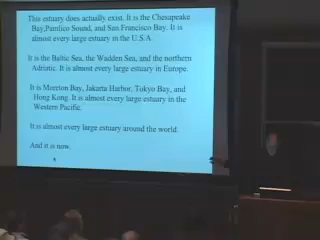 This estuary does actually exist. It is the Chesapeake
Bay,Pamlico Sound, and San Francisco Bay. It is
almost every large estuary in the U.S.A.
It is the Baltic Sea, the Wadden Sea, and the northern
Adriatic. It is almost every large estuary in Europe.
It is Moreton Bay, Jakarta Harbor, Tokyo Bay, and
Hong Kong. It is almost every large estuary in the
Western Pacific.
It is almost every large estuary around the world.
And it is now.